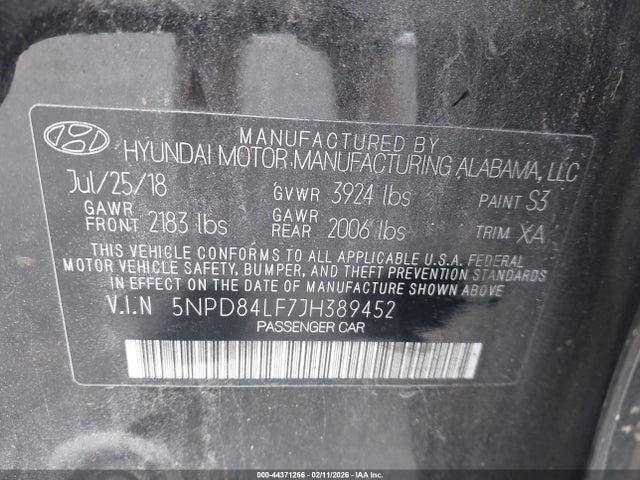 MANUFACTURED BY
HYUNDAI MOTOR MANUFACTURING ALABAMA, LLC
Jul/25/18 GVWR 3924 lbs PAINT S3
GAWR FRONT 2183 lbs GAWR REAR 2006 lbs TRIM XA
THIS VEHICLE CONFORMS TO ALL APPLICABLE U.S.A. FEDERAL
MOTOR VEHICLE SAFETY, BUMPER, AND THEFT PREVENTION STANDARDS
IN EFFECT ON THE DATE OF MANUFACTURE SHOWN ABOVE.
V.I.N 5NPD84LF7JH389452
PASSENGER CAR
000-44371266 - 02/11/2026 - IAAI Inc.